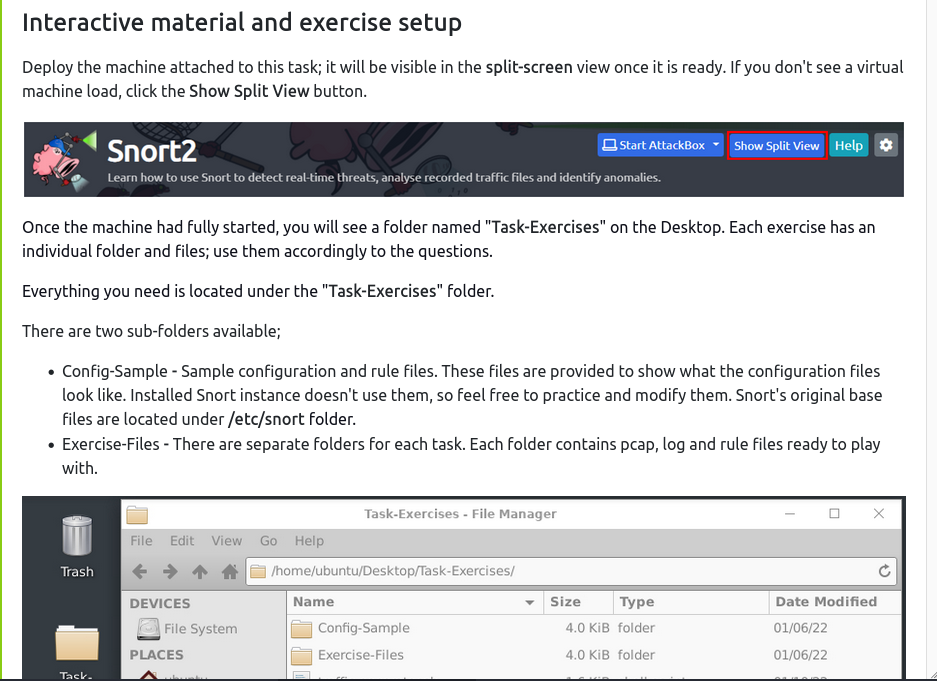 Interactive material and exercise setup
Deploy the machine attached to this task; it will be visible in the split-screen view once it is ready. If you don't see a virtual
machine load, click the Show Split View button.
Snort2
Start AttackBox
Show Split View
Help
Learn how to use Snort to detect real-time threats, analyse recorded traffic files and identify anomalies.
Once the machine had fully started, you will see a folder named "Task-Exercises" on the Desktop. Each exercise has an
individual folder and files; use them accordingly to the questions.
Everything you need is located under the "Task-Exercises" folder.
There are two sub-folders available;
• Config-Sample - Sample configuration and rule files. These files are provided to show what the configuration files
look like. Installed Snort instance doesn't use them, so feel free to practice and modify them. Snort's original base
files are located under /etc/snort folder.
• Exercise-Files - There are separate folders for each task. Each folder contains pcap, log and rule files ready to play
with.
Task-Exercises - File Manager
File Edit View Go Help
Trash
/home/ubuntu/Desktop/Task-Exercises/
DEVICES
Name Size Type Date Modified
File System
Config-Sample 4.0 KiB folder 01/06/22
PLACES
Exercise-Files 4.0 KiB folder 01/06/22
Task-